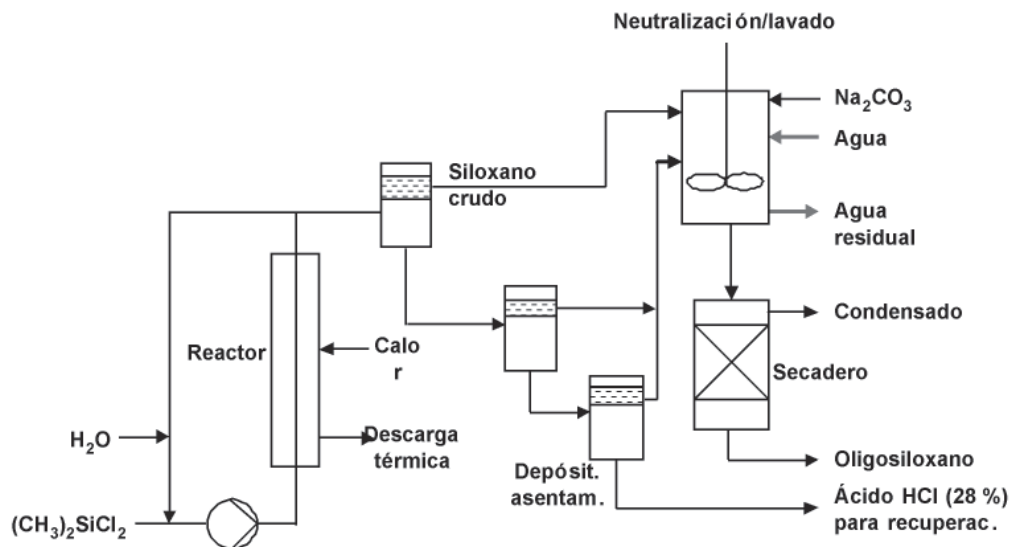 Neutralización/lavado
Na₂CO₃
Agua
Siloxano
crudo
Agua
residual
Condensado
Reactor
Calo
r
Secadero
H₂O
Descarga
térmica
Depósit.
asentam.
Oligosiloxano
(CH₃)₂SiCl₂
Ácido HCl (28 %)
para recuperac.